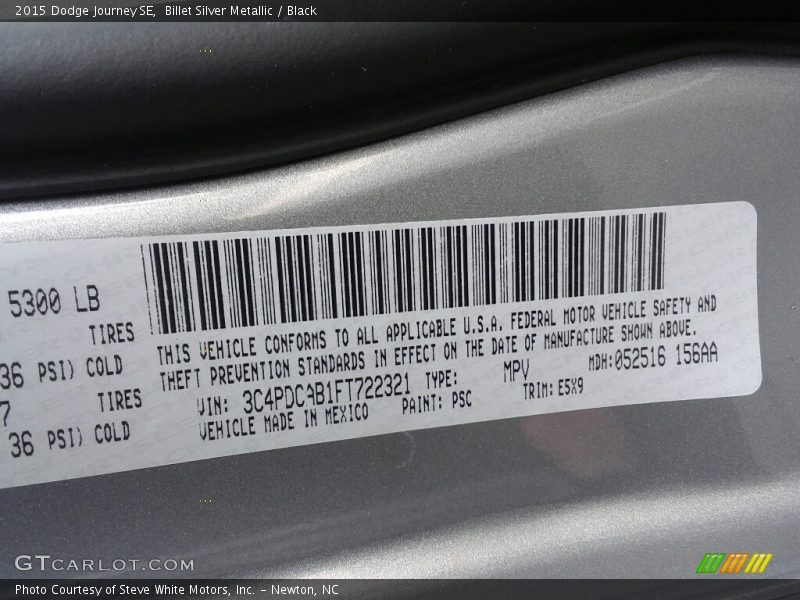 2015 Dodge Journey SE, Billet Silver Metallic / Black
5300 LB
TIRES
36 PSI) COLD
7 TIRES
36 PSI) COLD
THIS VEHICLE CONFORMS TO ALL APPLICABLE U.S.A. FEDERAL MOTOR VEHICLE SAFETY AND
THEFT PREVENTION STANDARDS IN EFFECT ON THE DATE OF MANUFACTURE SHOWN ABOVE.
VIN: 3C4PDCAB1FT722321 TYPE: MPV MDH:052516 156AA
VEHICLE MADE IN MEXICO PAINT: PSC TRIM: E5X9
GTCARLOT.COM
Photo Courtesy of Steve White Motors, Inc. - Newton, NC